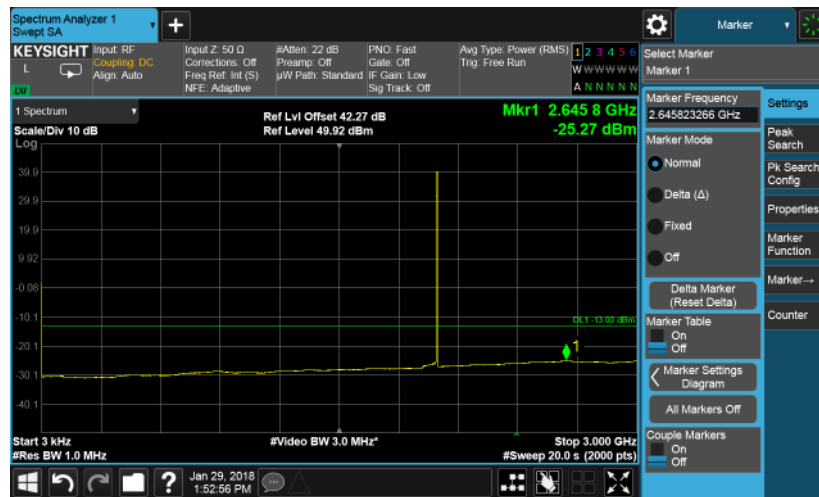 Spectrum Analyzer 1
Swept SA
+
Marker
KEYSIGHT
L
LXI
Input: RF
Coupling: DC
Align: Auto
Input Z: 50 Ω
Corrections: Off
Freq Ref: Int (S)
NFE: Adaptive
#Atten: 22 dB
Preamp: Off
µW Path: Standard
PNO: Fast
Gate: Off
IF Gain: Low
Sig Track: Off
Avg Type: Power (RMS)
Trig: Free Run
1 2 3 4 5 6
W W W W W W
A N N N N N
Select Marker
Marker 1
1 Spectrum
Scale/Div 10 dB
Log
Ref Lvl Offset 42.27 dB
Ref Level 49.92 dBm
Mkr1 2.645 8 GHz
-25.27 dBm
39.9
29.9
19.9
9.92
-0.08
-10.1
-20.1
-30.1
-40.1
DL1 -13.00 dBm
1
Start 3 kHz
#Res BW 1.0 MHz
#Video BW 3.0 MHz*
Stop 3.000 GHz
#Sweep 20.0 s (2000 pts)
Marker Frequency
2.645823266 GHz
Marker Mode
Normal
Delta (Δ)
Fixed
Off
Delta Marker
(Reset Delta)
Marker Table
On
Off
Marker Settings
Diagram
All Markers Off
Couple Markers
On
Off
Settings
Peak
Search
Pk Search
Config
Properties
Marker
Function
Marker→
Counter
?
Jan 29, 2018
1:52:56 PM